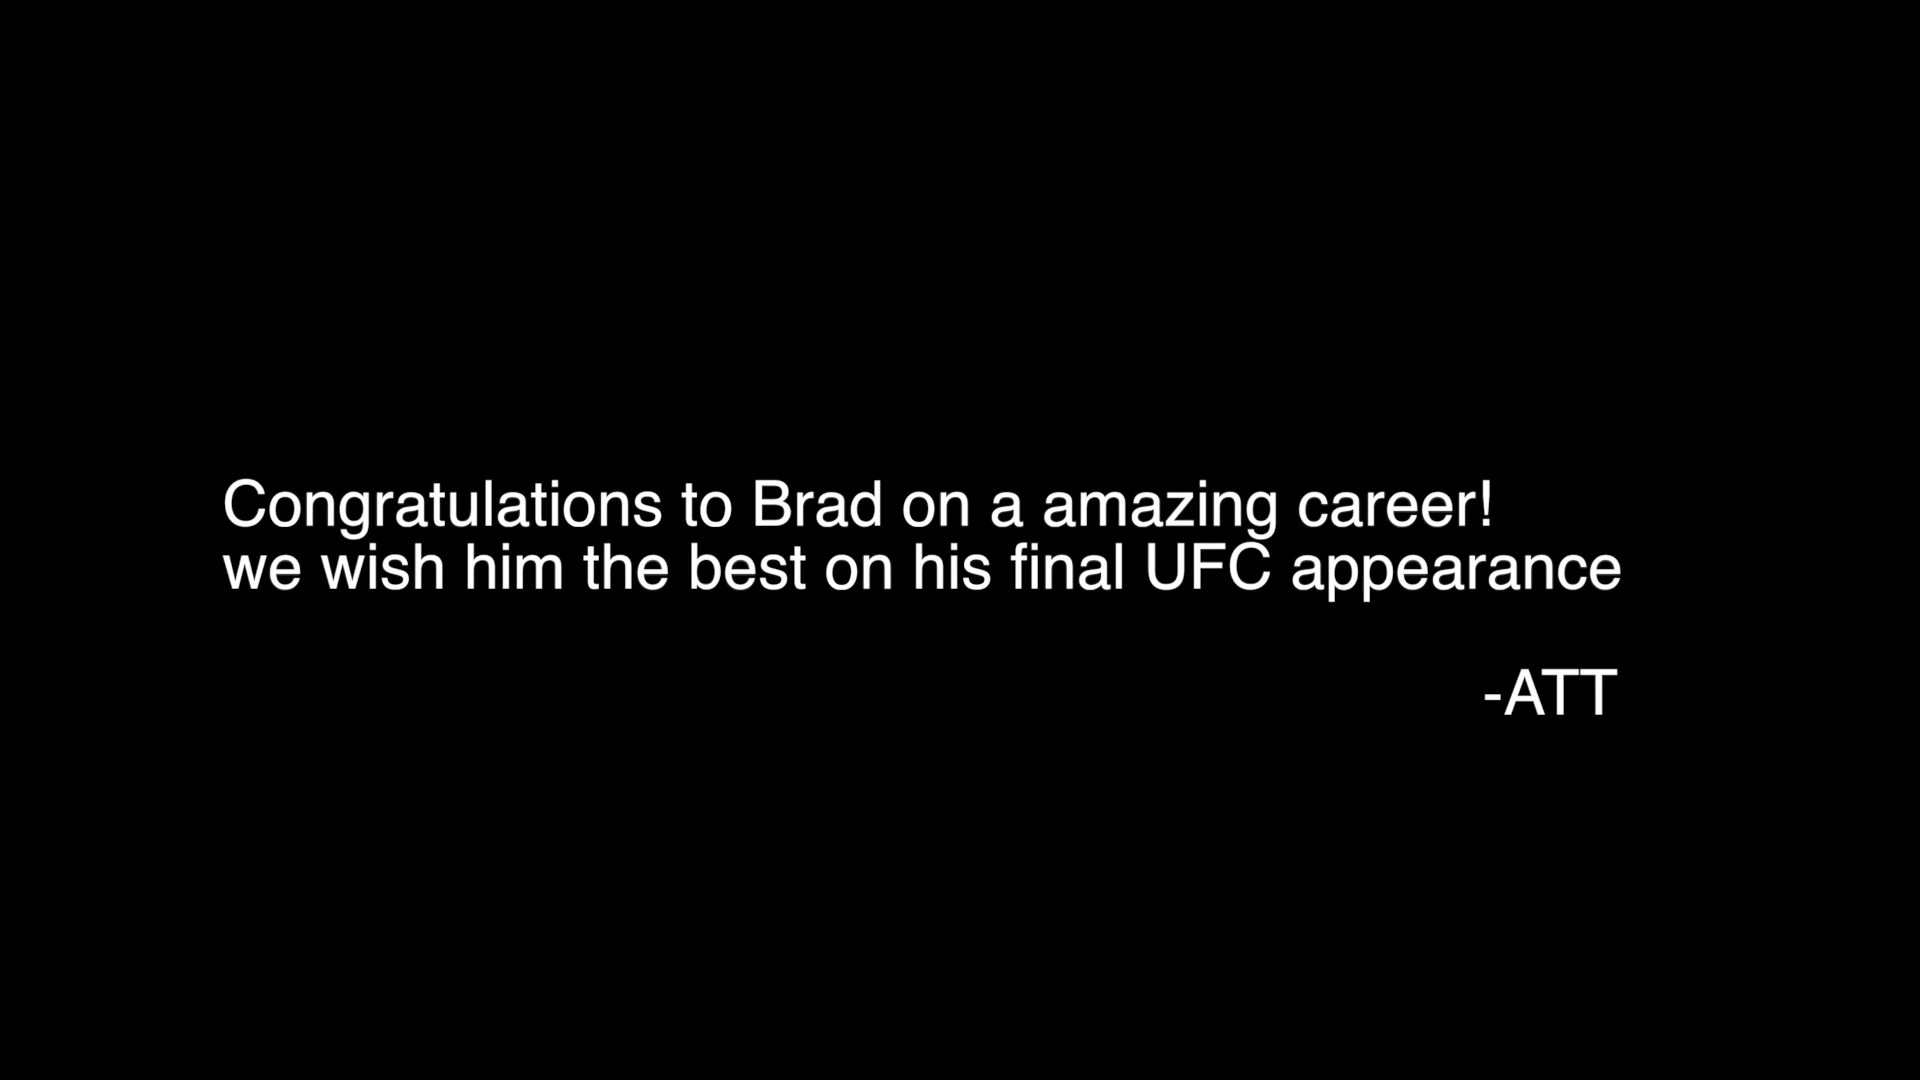 Congratulations to Brad on a amazing career!
we wish him the best on his final UFC appearance
-ATT